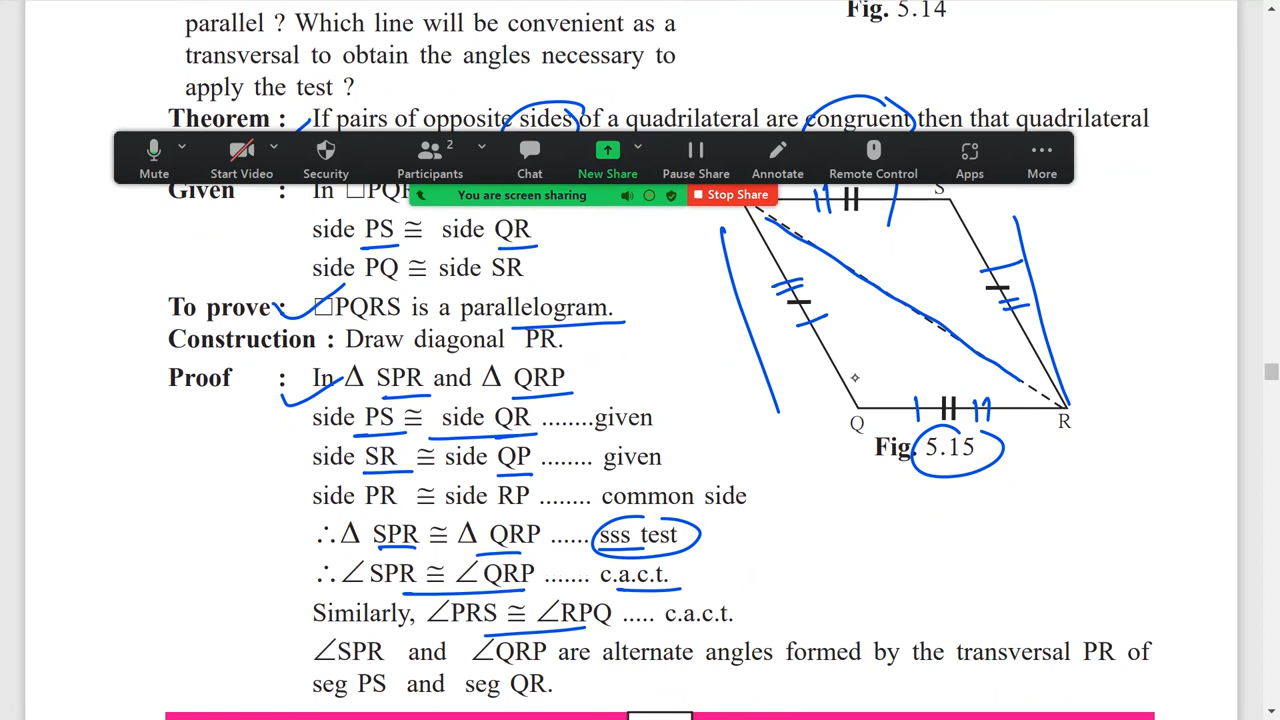 parallel ? Which line will be convenient as a
transversal to obtain the angles necessary to
apply the test ?
Fig. 5.14
Theorem : If pairs of opposite sides of a quadrilateral are congruent then that quadrilateral
Mute
Start Video
Security
Participants
2
Chat
New Share
Pause Share
Annotate
Remote Control
Apps
More
You are screen sharing
Stop Share
Given : In □PQR
side PS ≅ side QR
side PQ ≅ side SR
To prove : □PQRS is a parallelogram.
Construction : Draw diagonal PR.
Proof : In Δ SPR and Δ QRP
side PS ≅ side QR ........given
side SR ≅ side QP ........ given
side PR ≅ side RP ........ common side
∴Δ SPR ≅ Δ QRP ...... sss test
∴∠SPR ≅ ∠QRP ....... c.a.c.t.
Similarly, ∠PRS ≅ ∠RPQ ..... c.a.c.t.
∠SPR and ∠QRP are alternate angles formed by the transversal PR of
seg PS and seg QR.
S
Q
R
Fig. 5.15